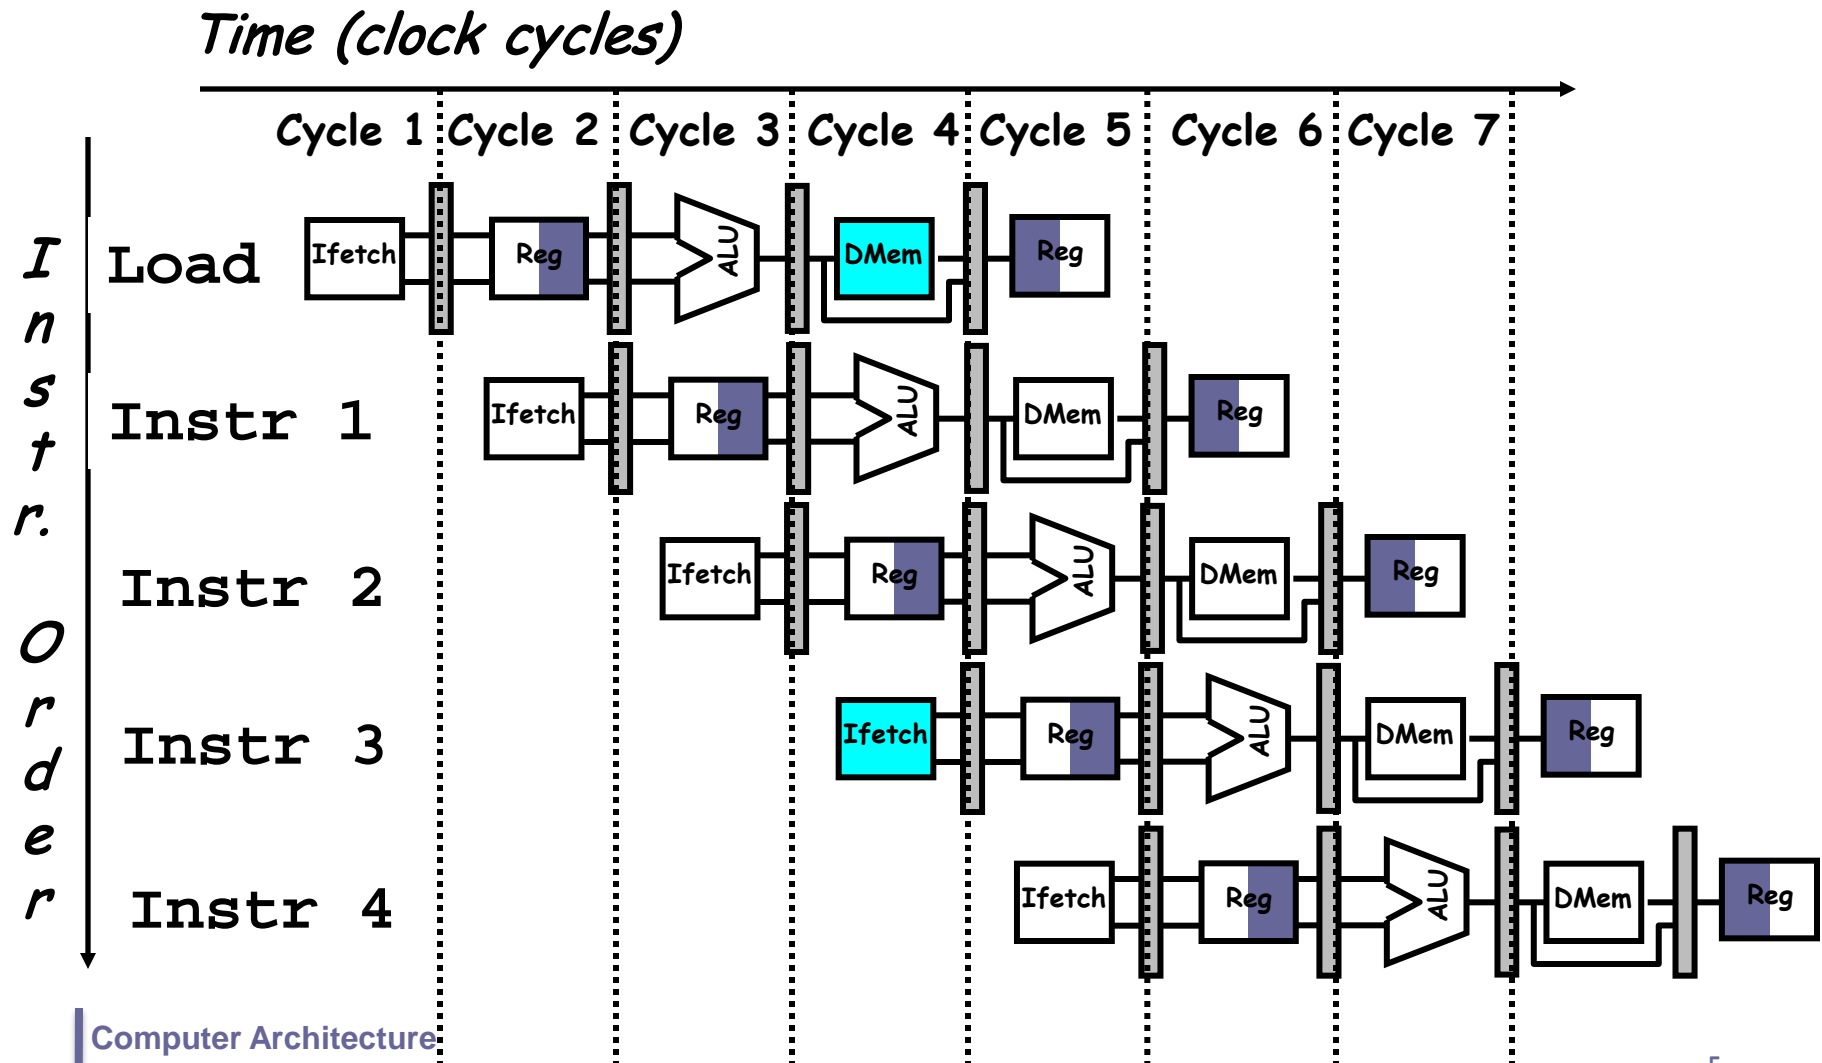 Time (clock cycles)
Cycle 1 Cycle 2 Cycle 3 Cycle 4 Cycle 5 Cycle 6 Cycle 7
Instr. Order
Load Ifetch Reg ALU DMem Reg
Instr 1 Ifetch Reg ALU DMem Reg
Instr 2 Ifetch Reg ALU DMem Reg
Instr 3 Ifetch Reg ALU DMem Reg
Instr 4 Ifetch Reg ALU DMem Reg
Computer Architecture